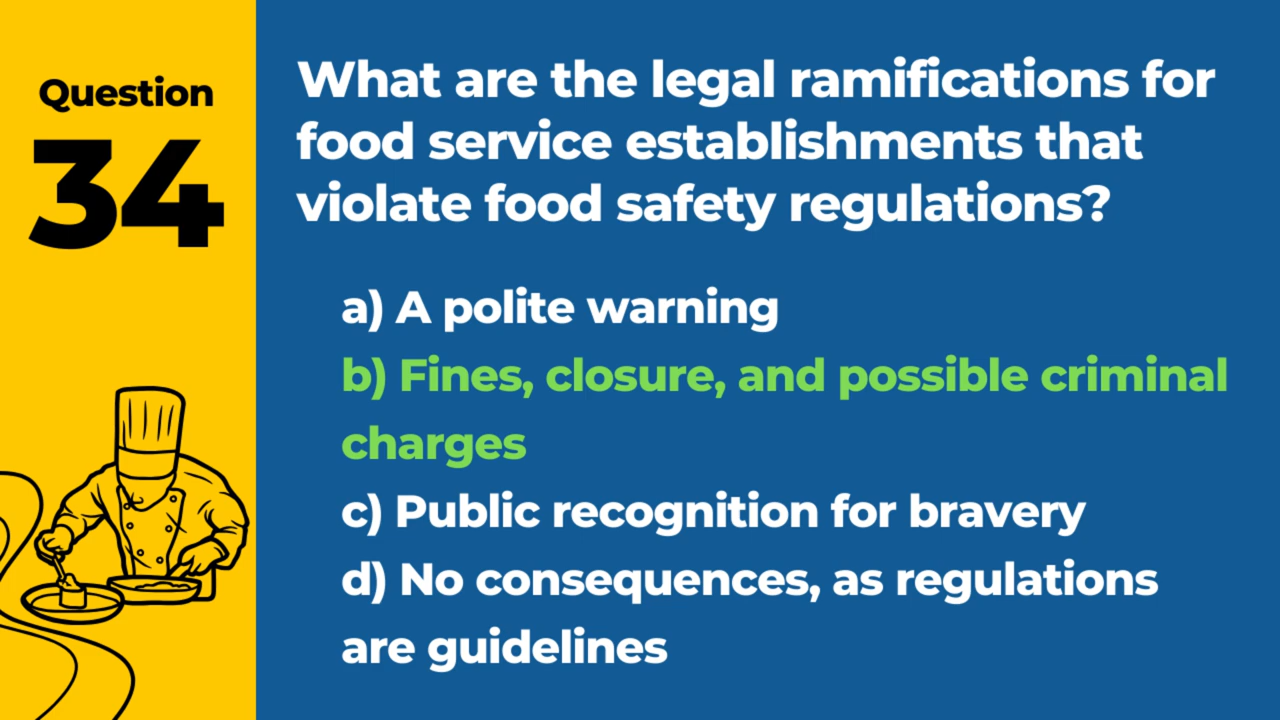 Question
34
What are the legal ramifications for
food service establishments that
violate food safety regulations?
a) A polite warning
b) Fines, closure, and possible criminal
charges
c) Public recognition for bravery
d) No consequences, as regulations
are guidelines